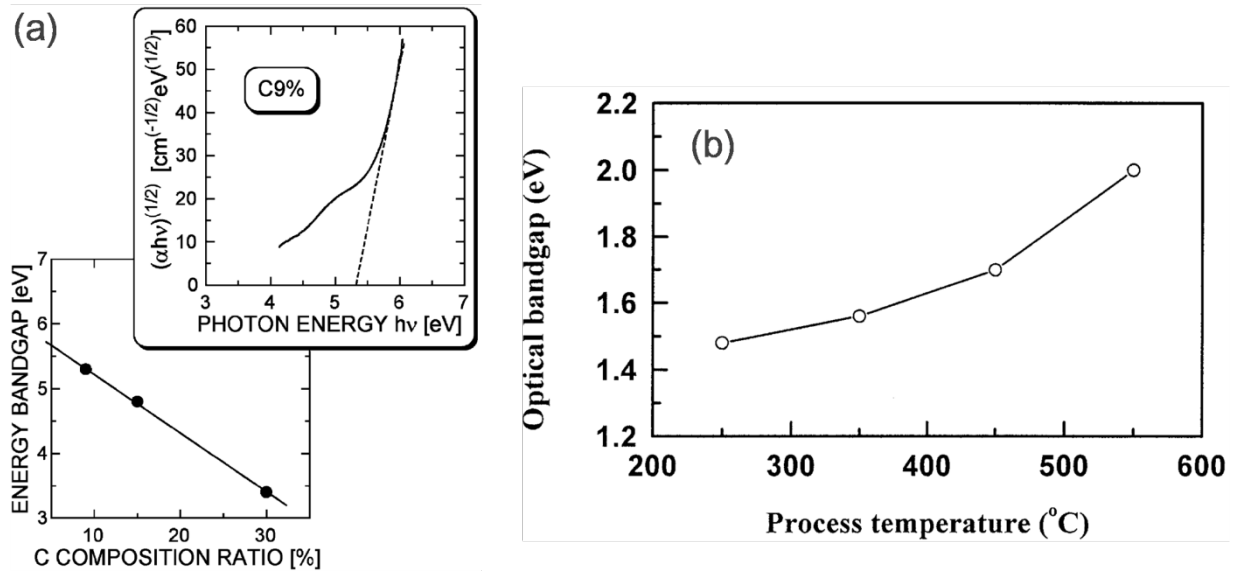 (a)
60
50
40
30
20
10
0
(αhν)^(1/2) [cm^(-1/2)eV^(1/2)]
C9%
3 4 5 6 7
PHOTON ENERGY hν [eV]
7
6
5
4
3
ENERGY BANDGAP [eV]
10 20 30
C COMPOSITION RATIO [%]
(b)
2.2
2.0
1.8
1.6
1.4
1.2
Optical bandgap (eV)
200 300 400 500 600
Process temperature (°C)